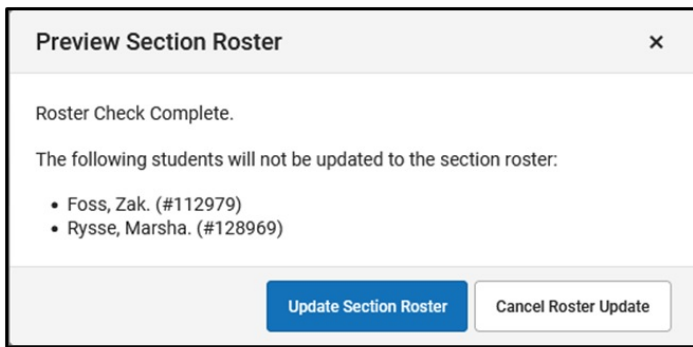 Preview Section Roster ×
Roster Check Complete.
The following students will not be updated to the section roster:
• Foss, Zak. (#112979)
• Rysse, Marsha. (#128969)
Update Section Roster Cancel Roster Update